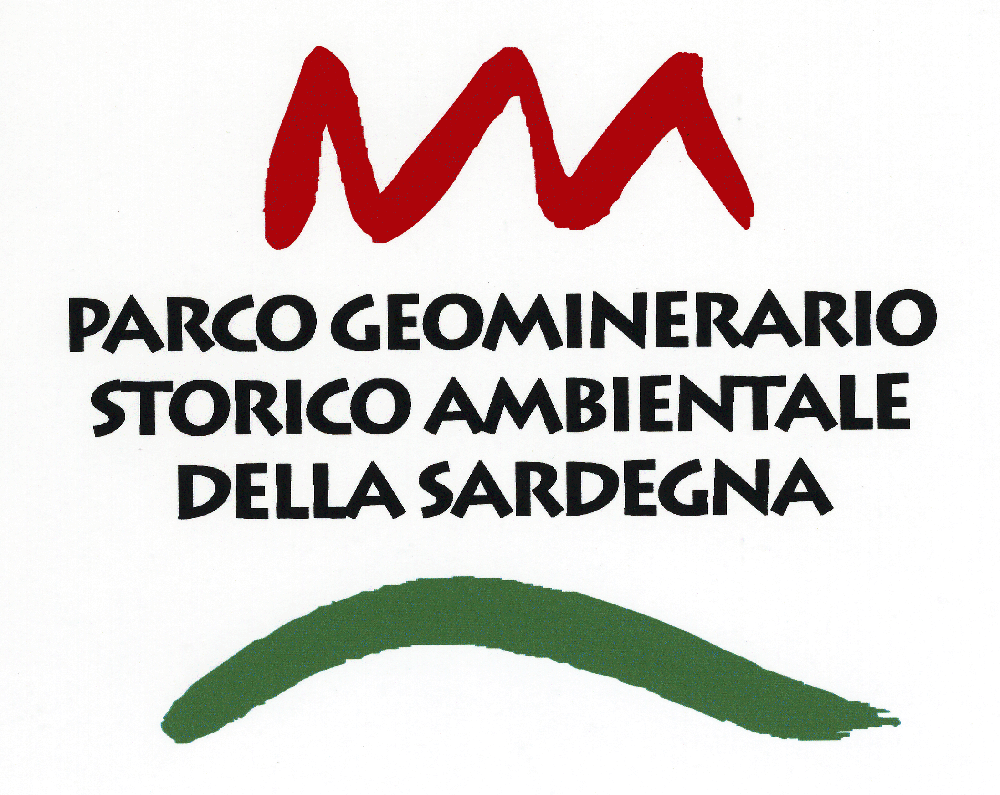 PARCO GEOMINERARIO
STORICO AMBIENTALE
DELLA SARDEGNA